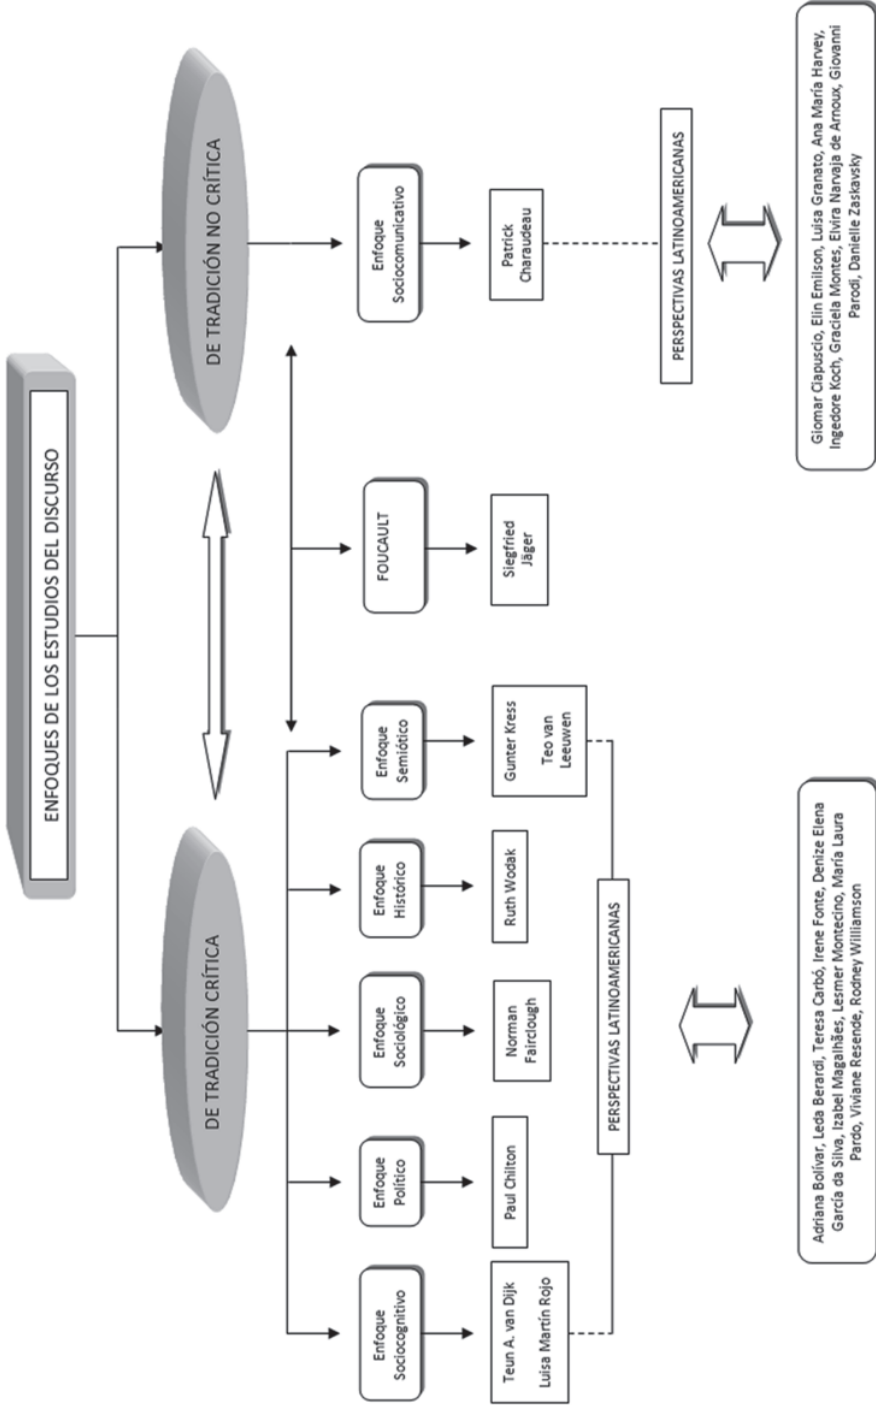 ENFOQUES DE LOS ESTUDIOS DEL DISCURSO
DE TRADICIÓN CRÍTICA
DE TRADICIÓN NO CRÍTICA
Enfoque
Sociocognitivo
Enfoque
Político
Enfoque
Sociológico
Enfoque
Histórico
Enfoque
Semiótico
FOUCAULT
Enfoque
Sociocomunicativo
Teun A. van Dijk
Luisa Martín Rojo
Paul Chilton
Norman
Fairclough
Ruth Wodak
Gunter Kress
Teo van
Leeuwen
Siegfried
Jäger
Patrick
Charaudeau
PERSPECTIVAS LATINOAMERICANAS
PERSPECTIVAS LATINOAMERICANAS
Adriana Bolívar, Leda Berardi, Teresa Carbó, Irene Fonte, Denize Elena
García da Silva, Izabel Magalhães, Lesmer Montecino, María Laura
Pardo, Viviane Resende, Rodney Williamson
Giomar Ciapuscio, Elin Emilson, Luisa Granato, Ana María Harvey,
Ingedore Koch, Graciela Montes, Elvira Narvaja de Arnoux, Giovanni
Parodi, Danielle Zaskavsky